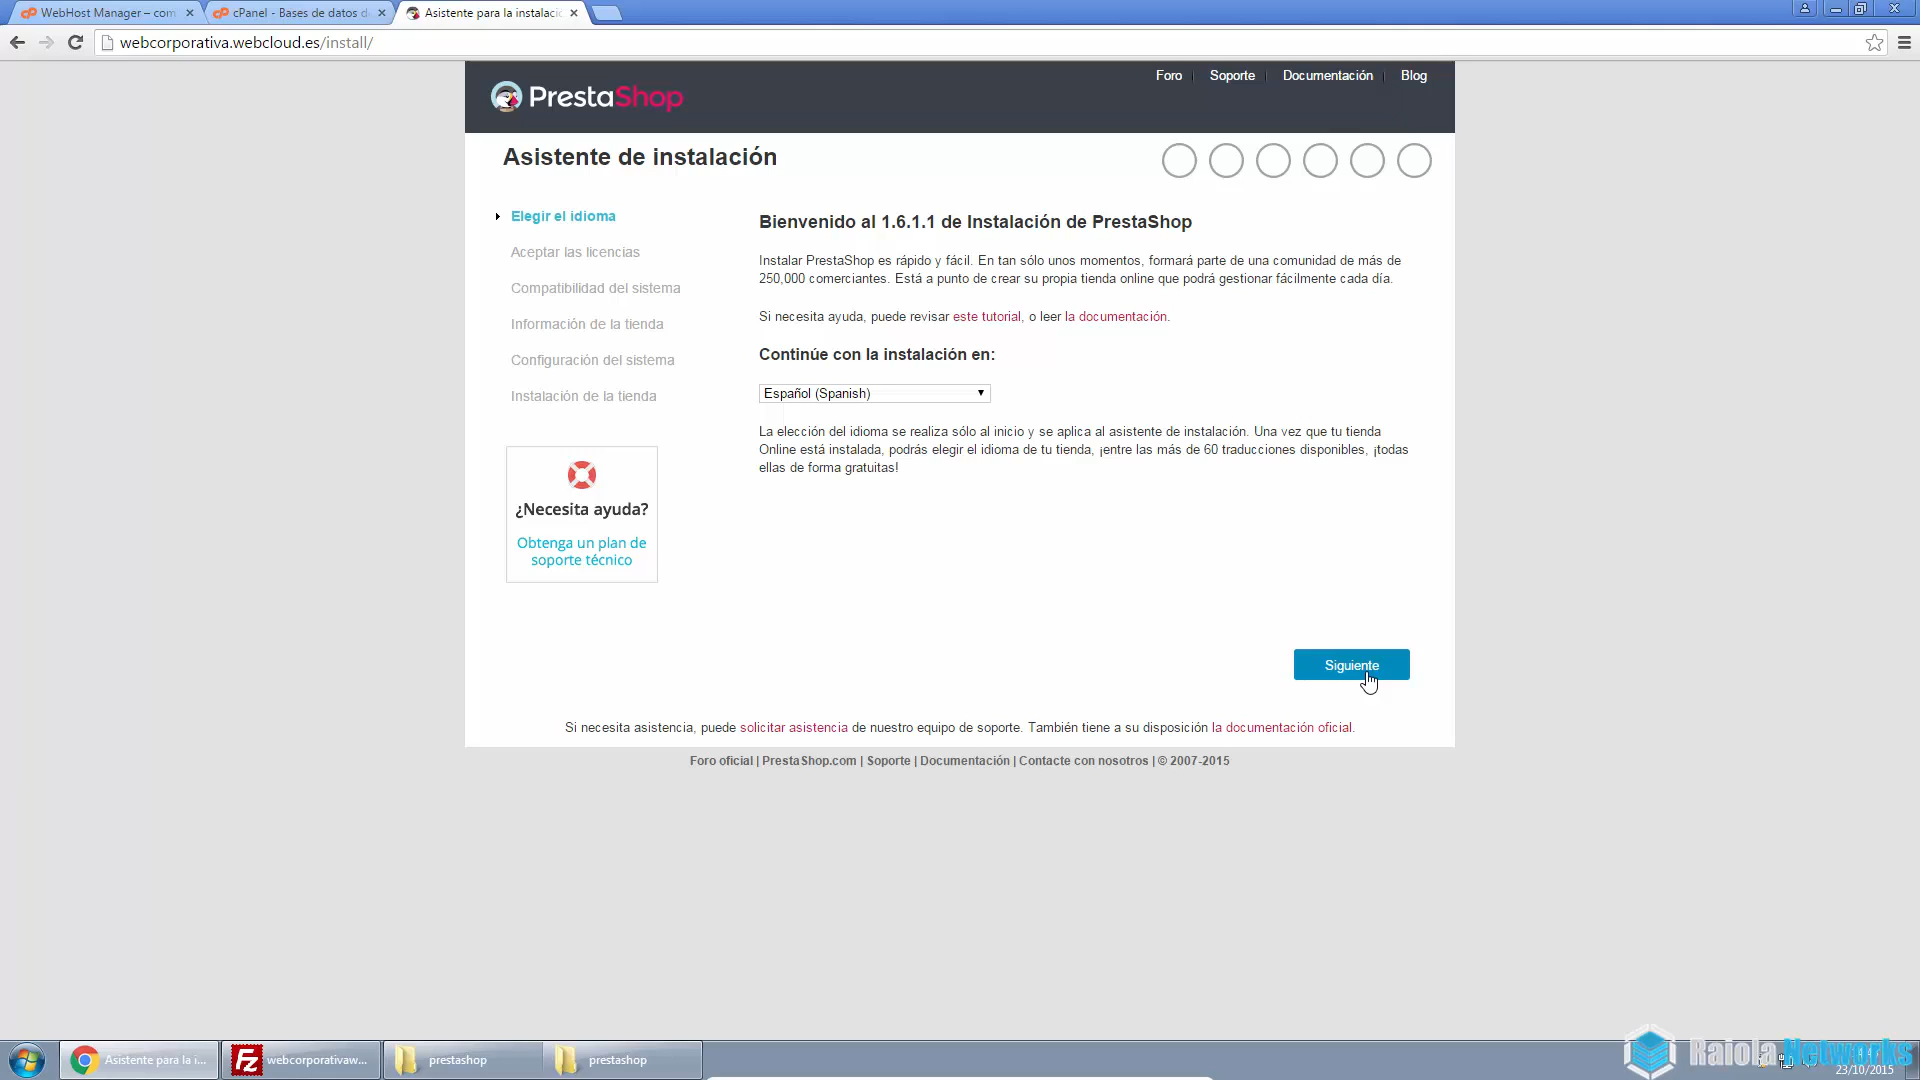 WebHost Manager – com
cPanel - Bases de datos d
Asistente para la instalació
webcorporativa.webcloud.es/install/
Foro
Soporte
Documentación
Blog
PrestaShop
Asistente de instalación
Elegir el idioma
Aceptar las licencias
Compatibilidad del sistema
Información de la tienda
Configuración del sistema
Instalación de la tienda
¿Necesita ayuda?
Obtenga un plan de
soporte técnico
Bienvenido al 1.6.1.1 de Instalación de PrestaShop
Instalar PrestaShop es rápido y fácil. En tan sólo unos momentos, formará parte de una comunidad de más de
250,000 comerciantes. Está a punto de crear su propia tienda online que podrá gestionar fácilmente cada día.
Si necesita ayuda, puede revisar este tutorial, o leer la documentación.
Continúe con la instalación en:
Español (Spanish)
La elección del idioma se realiza sólo al inicio y se aplica al asistente de instalación. Una vez que tu tienda
Online está instalada, podrás elegir el idioma de tu tienda, ¡entre las más de 60 traducciones disponibles, ¡todas
ellas de forma gratuitas!
Siguiente
Si necesita asistencia, puede solicitar asistencia de nuestro equipo de soporte. También tiene a su disposición la documentación oficial.
Foro oficial | PrestaShop.com | Soporte | Documentación | Contacte con nosotros | © 2007-2015
Asistente para la i...
webcorporativaw...
prestashop
prestashop
Raiola Networks
23/10/2015